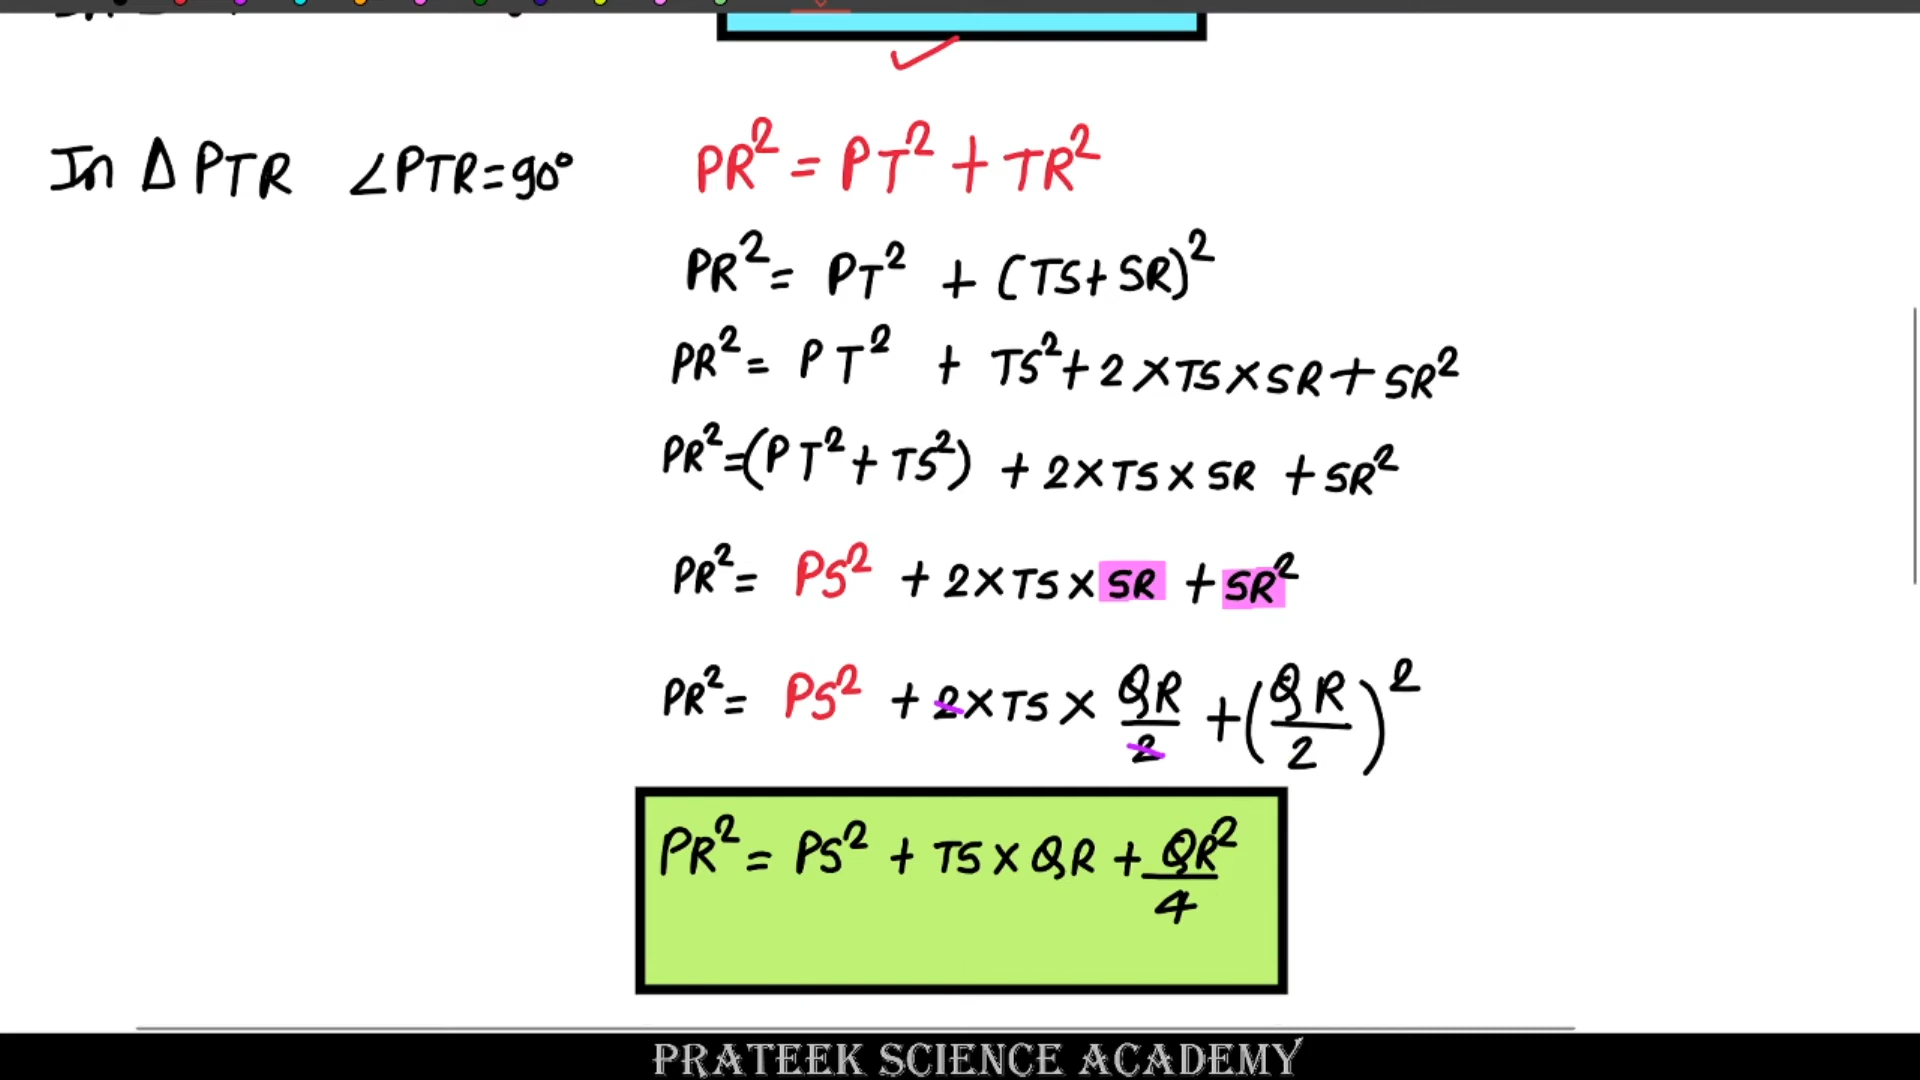 In Δ PTR ∠PTR=90° PR² = PT² + TR²
PR² = PT² + (TS+SR)²
PR² = PT² + TS²+2×TS×SR+SR²
PR²=(PT²+TS²) + 2×TS×SR +SR²
PR² = PS² + 2×TS×SR +SR²
PR² = PS² + 2×TS × QR/2 +(QR/2)²
PR² = PS² + TS×QR + QR²/4
PRATEEK SCIENCE ACADEMY